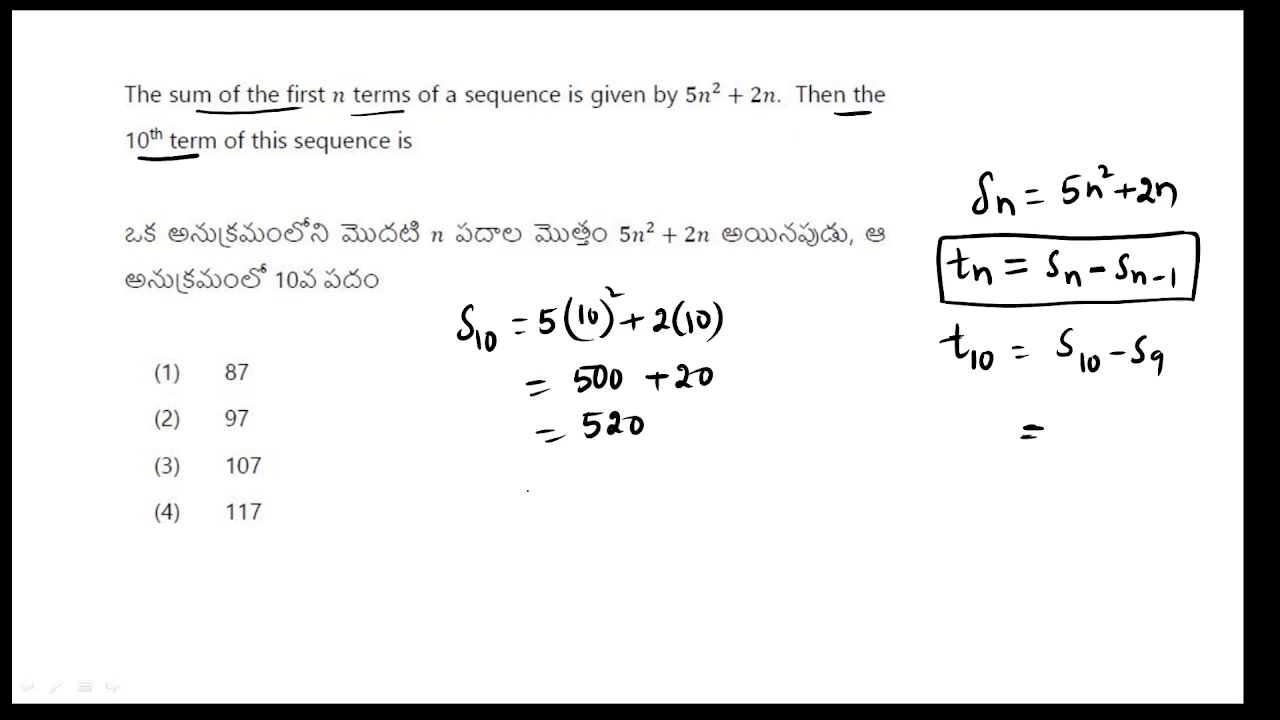 The sum of the first n terms of a sequence is given by 5n² + 2n. Then the
10th term of this sequence is
ఒక అనుక్రమంలోని మొదటి n పదాల మొత్తం 5n² + 2n అయినపుడు, ఆ
అనుక్రమంలో 10వ పదం
(1) 87
(2) 97
(3) 107
(4) 117
S10 = 5(10)² + 2(10)
= 500 + 20
= 520
Sn = 5n² + 2n
tn = Sn - Sn-1
t10 = S10 - S9
=